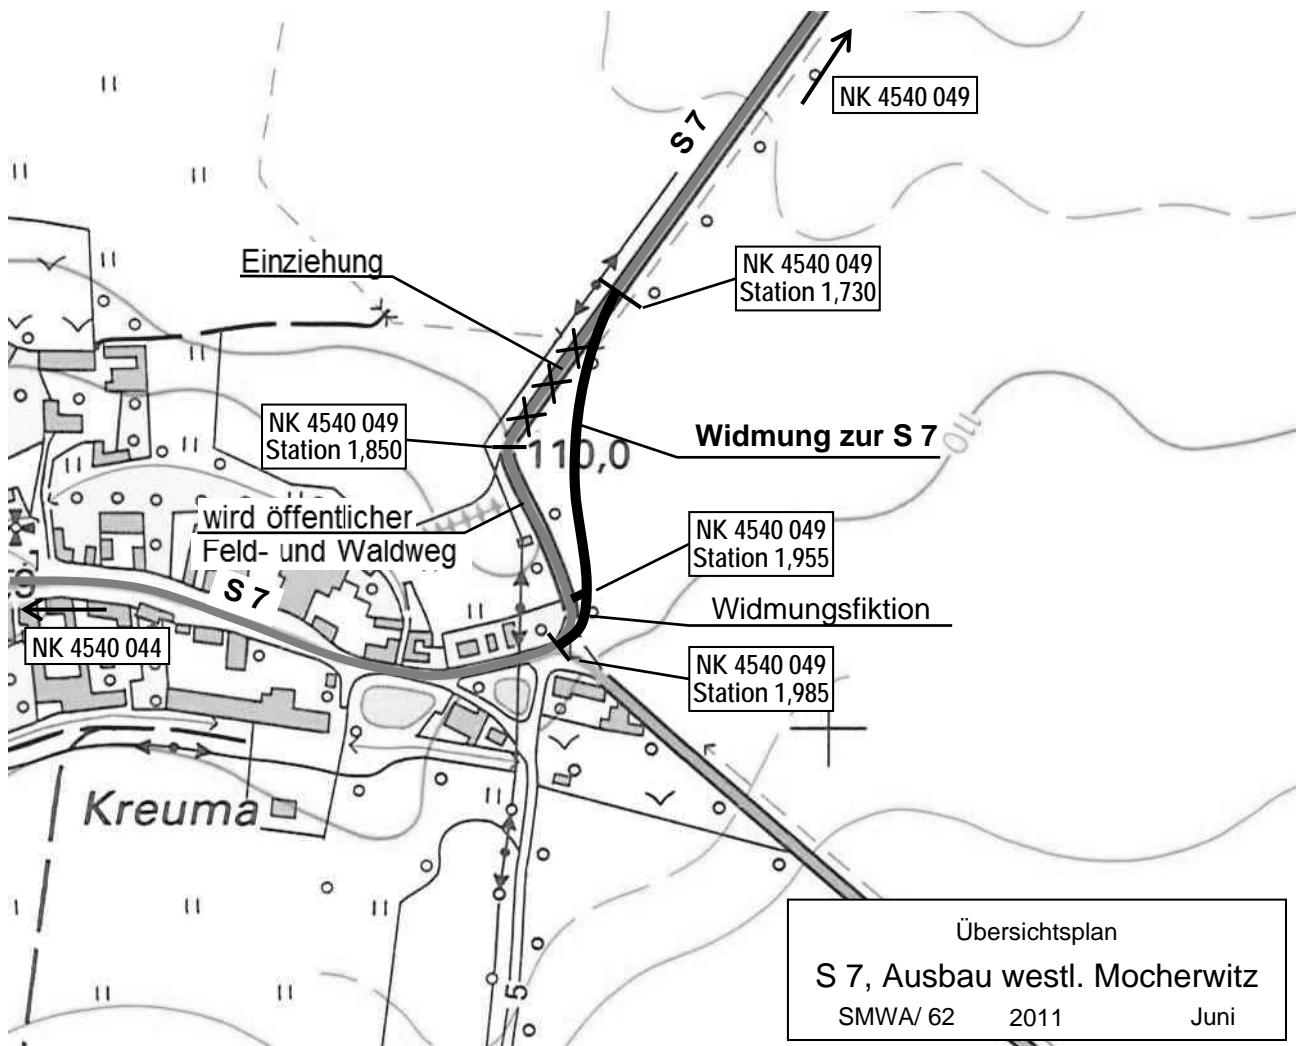 S 7
NK 4540 049
Einziehung
NK 4540 049
Station 1,730
NK 4540 049
Station 1,850
110,0
Widmung zur S 7
110
wird öffentlicher
Feld- und Waldweg
NK 4540 049
Station 1,955
S 7
Widmungsfiktion
NK 4540 044
NK 4540 049
Station 1,985
Kreuma
5
Übersichtsplan
S 7, Ausbau westl. Mocherwitz
SMWA/ 62 2011 Juni